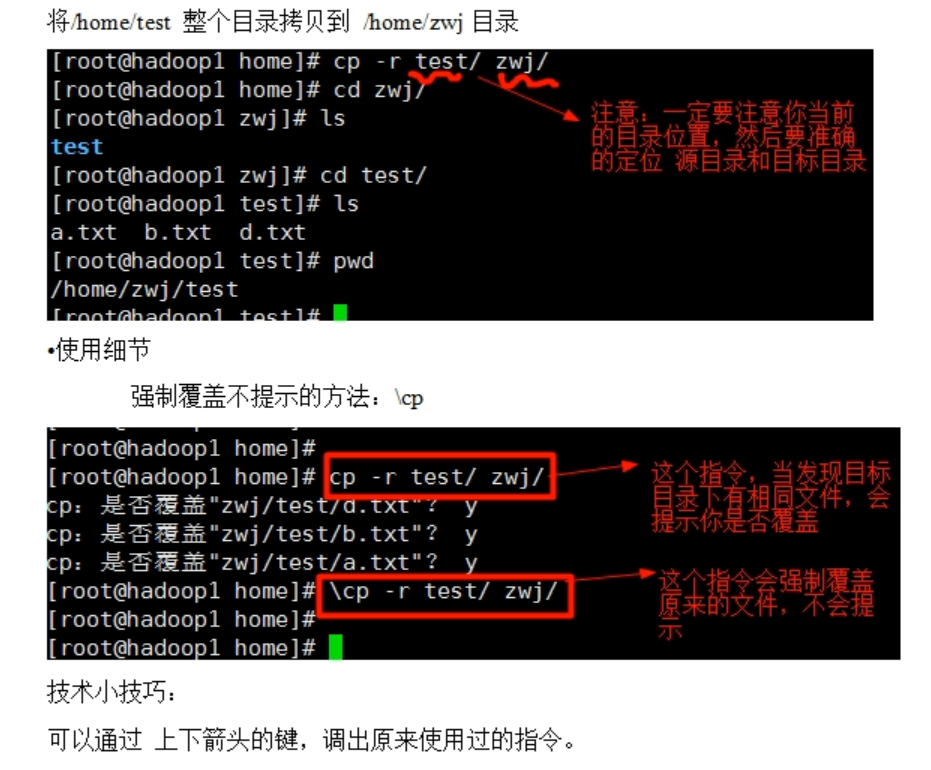 将/home/test 整个目录拷贝到 /home/zwj 目录
[root@hadoop1 home]# cp -r test/ zwj/
[root@hadoop1 home]# cd zwj/
[root@hadoop1 zwj]# ls
test
[root@hadoop1 zwj]# cd test/
[root@hadoop1 test]# ls
a.txt  b.txt  d.txt
[root@hadoop1 test]# pwd
/home/zwj/test
[root@hadoop1 test]#
注意：一定要注意你当前
的目录位置，然后要准确
的定位 源目录和目标目录
•使用细节
强制覆盖不提示的方法：\cp
[root@hadoop1 home]#
[root@hadoop1 home]# cp -r test/ zwj/
cp：是否覆盖"zwj/test/d.txt"？ y
cp：是否覆盖"zwj/test/b.txt"？ y
cp：是否覆盖"zwj/test/a.txt"？ y
[root@hadoop1 home]# \cp -r test/ zwj/
[root@hadoop1 home]#
[root@hadoop1 home]#
这个指令，当发现目标
目录下有相同文件，会
提示你是否覆盖
这个指令会强制覆盖
原来的文件，不会提
示
技术小技巧：
可以通过 上下箭头的键，调出原来使用过的指令。